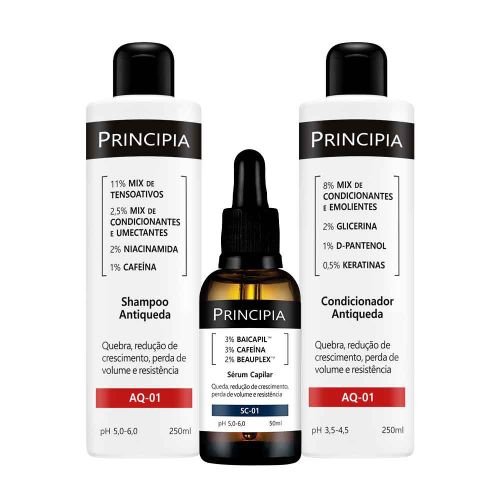 PRINCIPIA
11% MIX DE
TENSOATIVOS
2,5% MIX DE
CONDICIONANTES
E UMECTANTES
2% NIACINAMIDA
1% CAFEÍNA
Shampoo
Antiqueda
Quebra, redução de
crescimento, perda de
volume e resistência
AQ-01
pH 5,0-6,0 250ml
PRINCIPIA
3% BAICAPIL™
3% CAFEÍNA
2% BEAUPLEX™
Sérum Capilar
Queda, redução de crescimento,
perda de volume e resistência
SC-01
pH 5,0-6,0 50ml
PRINCIPIA
8% MIX DE
CONDICIONANTES
E EMOLIENTES
2% GLICERINA
1% D-PANTENOL
0,5% KERATINAS
Condicionador
Antiqueda
Quebra, redução de
crescimento, perda de
volume e resistência
AQ-01
pH 3,5-4,5 250ml